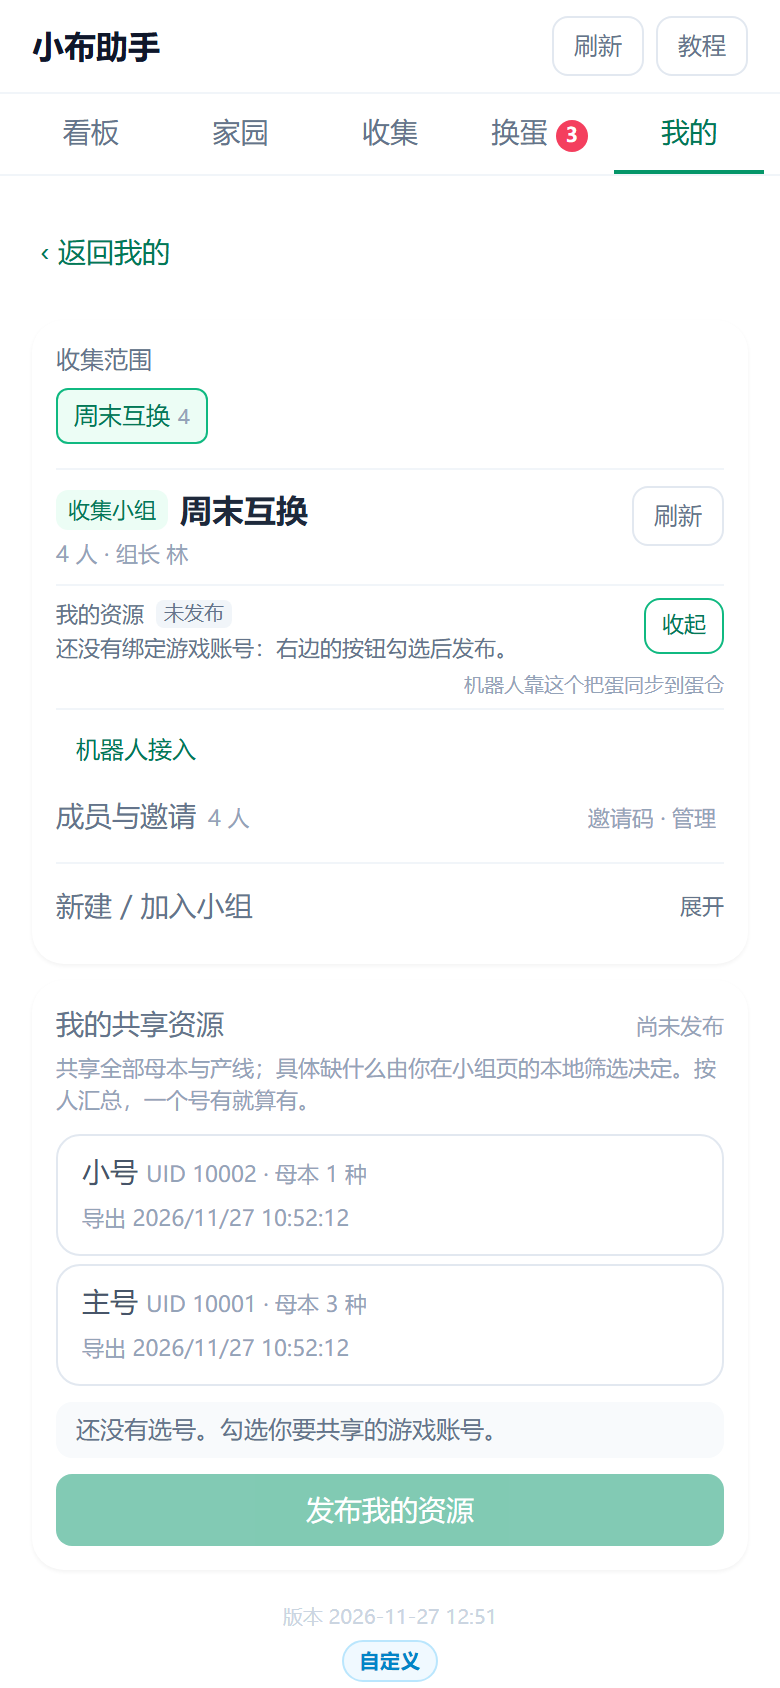 小布助手
刷新
教程
看板
家园
收集
换蛋 3
我的
‹ 返回我的
收集范围
周末互换 4
收集小组 周末互换
刷新
4 人 · 组长 林
我的资源 未发布
还没有绑定游戏账号：右边的按钮勾选后发布。
收起
机器人靠这个把蛋同步到蛋仓
机器人接入
成员与邀请 4 人
邀请码 · 管理
新建 / 加入小组
展开
我的共享资源
尚未发布
共享全部母本与产线；具体缺什么由你在小组页的本地筛选决定。按
人汇总，一个号有就算有。
小号 UID 10002 · 母本 1 种
导出 2026/11/27 10:52:12
主号 UID 10001 · 母本 3 种
导出 2026/11/27 10:52:12
还没有选号。勾选你要共享的游戏账号。
发布我的资源
版本 2026-11-27 12:51
自定义